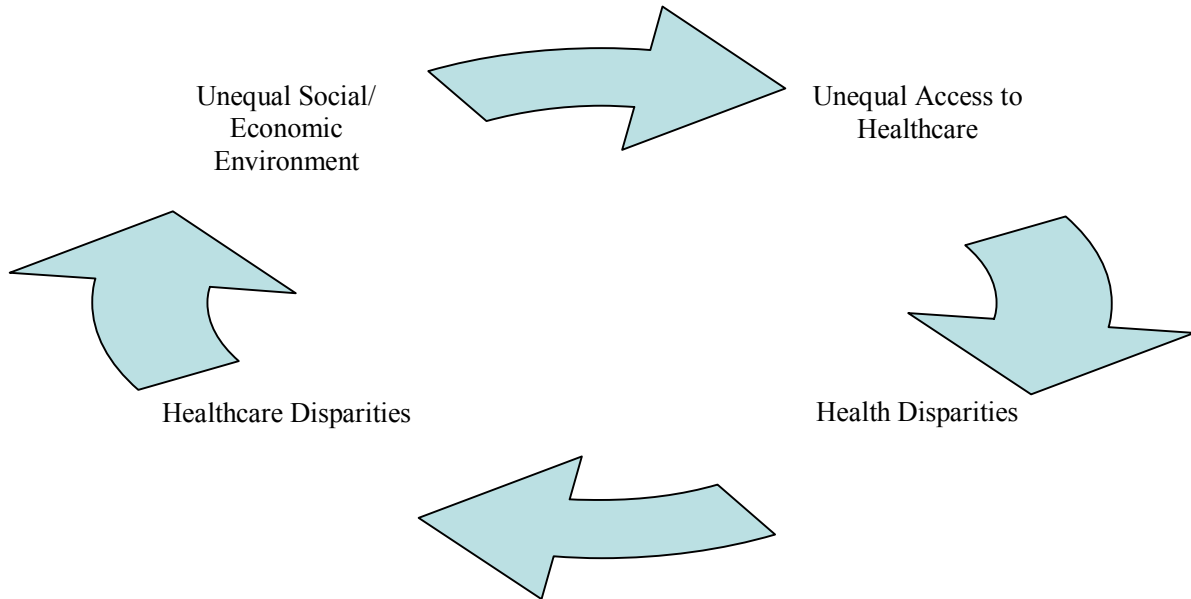 Unequal Social/
Economic
Environment
Unequal Access to
Healthcare
Healthcare Disparities
Health Disparities